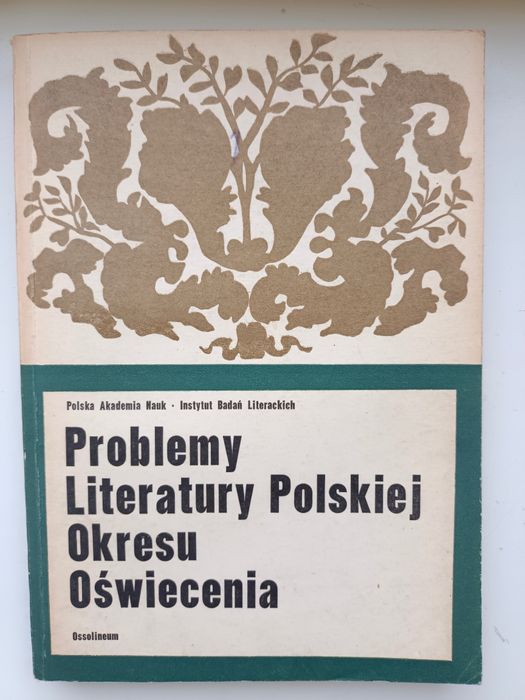 Polska Akademia Nauk · Instytut Badań Literackich
Problemy
Literatury Polskiej
Okresu
Oświecenia
Ossolineum